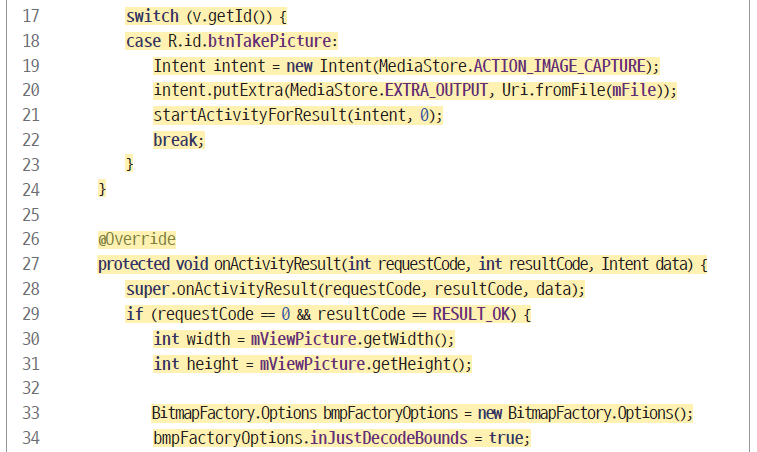 17 switch (v.getId()) {
18 case R.id.btnTakePicture:
19 Intent intent = new Intent(MediaStore.ACTION_IMAGE_CAPTURE);
20 intent.putExtra(MediaStore.EXTRA_OUTPUT, Uri.fromFile(mFile));
21 startActivityForResult(intent, 0);
22 break;
23 }
24 }
25
26 @Override
27 protected void onActivityResult(int requestCode, int resultCode, Intent data) {
28 super.onActivityResult(requestCode, resultCode, data);
29 if (requestCode == 0 && resultCode == RESULT_OK) {
30 int width = mViewPicture.getWidth();
31 int height = mViewPicture.getHeight();
32
33 BitmapFactory.Options bmpFactoryOptions = new BitmapFactory.Options();
34 bmpFactoryOptions.inJustDecodeBounds = true;